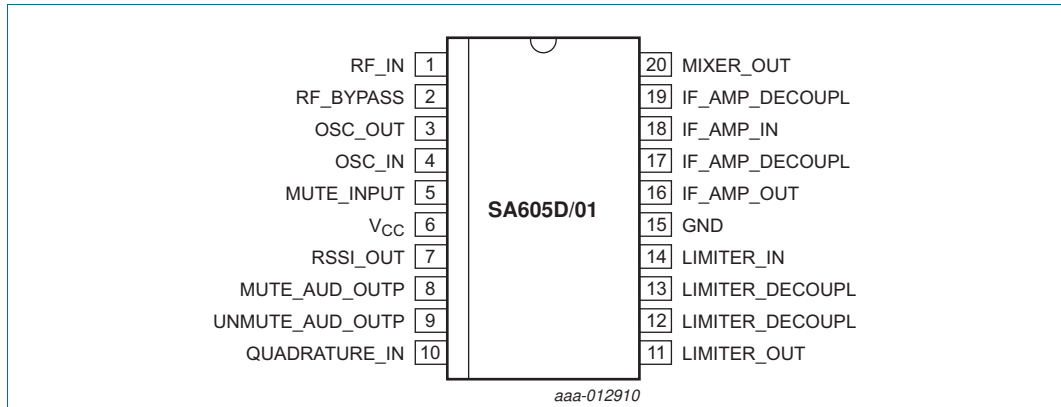 RF_IN 1
RF_BYPASS 2
OSC_OUT 3
OSC_IN 4
MUTE_INPUT 5
VCC 6
RSSI_OUT 7
MUTE_AUD_OUTP 8
UNMUTE_AUD_OUTP 9
QUADRATURE_IN 10
SA605D/01
20 MIXER_OUT
19 IF_AMP_DECOUPL
18 IF_AMP_IN
17 IF_AMP_DECOUPL
16 IF_AMP_OUT
15 GND
14 LIMITER_IN
13 LIMITER_DECOUPL
12 LIMITER_DECOUPL
11 LIMITER_OUT
aaa-012910